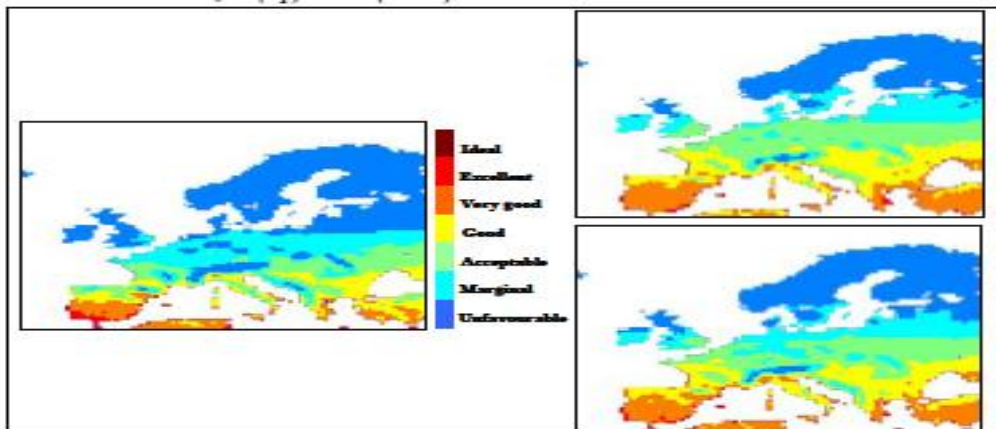 Ideal
Excellent
Very good
Good
Acceptable
Marginal
Unfavourable